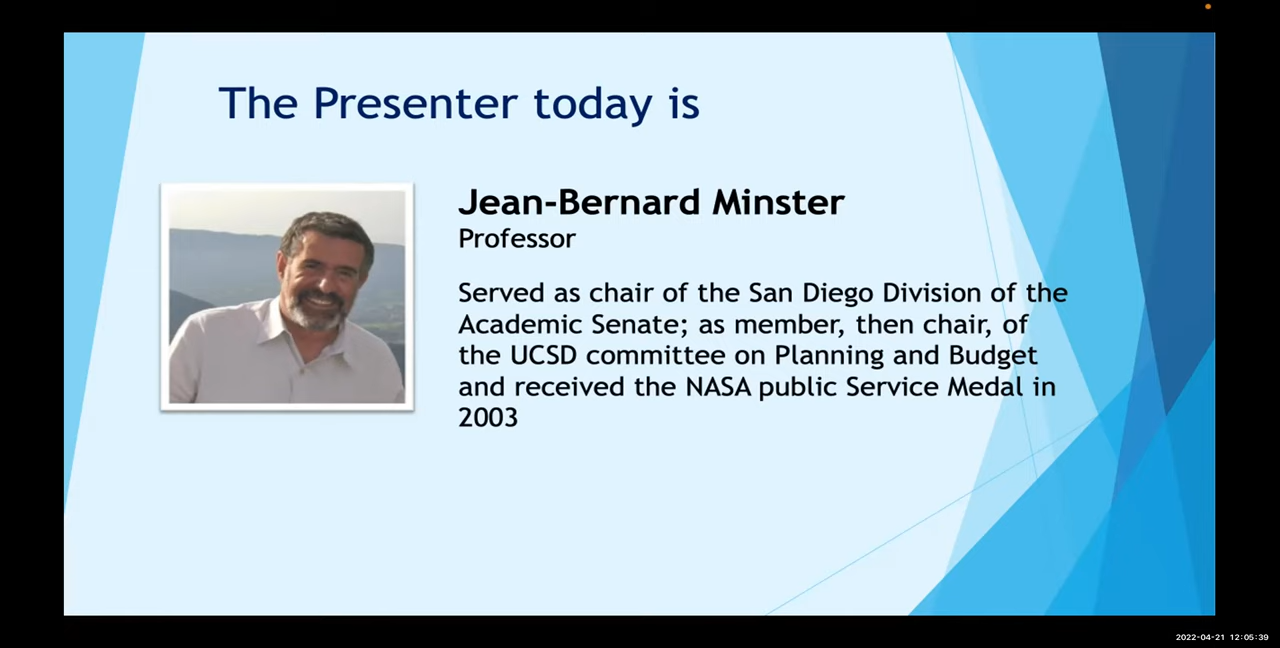 The Presenter today is
Jean-Bernard Minster
Professor
Served as chair of the San Diego Division of the
Academic Senate; as member, then chair, of
the UCSD committee on Planning and Budget
and received the NASA public Service Medal in
2003
2022-04-21 12:05:39